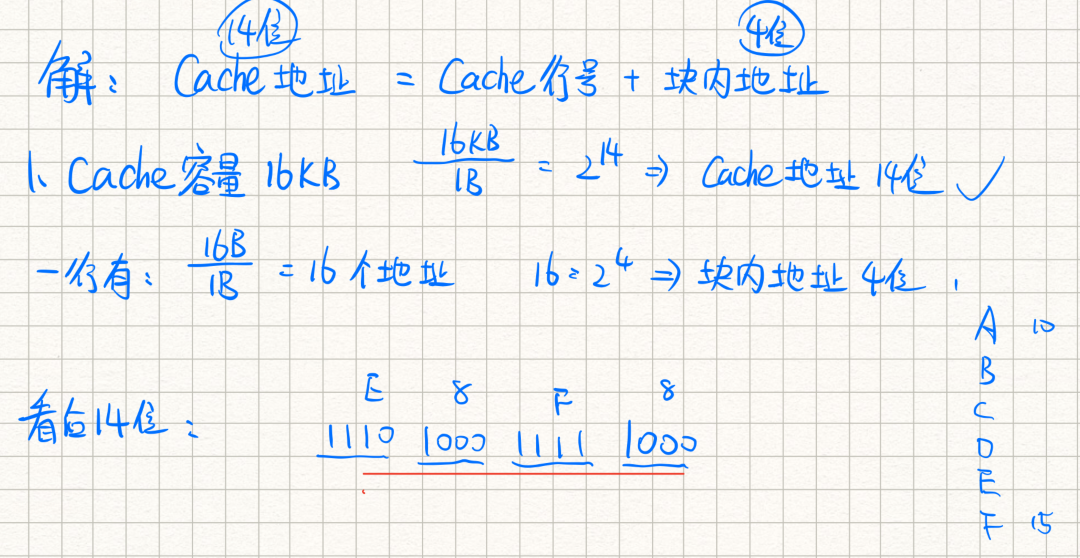 14位 4位
解: Cache地址 = Cache行号 + 块内地址
1、Cache容量 16KB 16KB/1B = 2^14 ⇒ Cache地址 14位 ✓
一行有: 16B/1B = 16个地址 16=2^4 ⇒ 块内地址 4位.
A 10
B
C
D
E
F 15
E 8 F 8
看后14位: 1110 1000 1111 1000